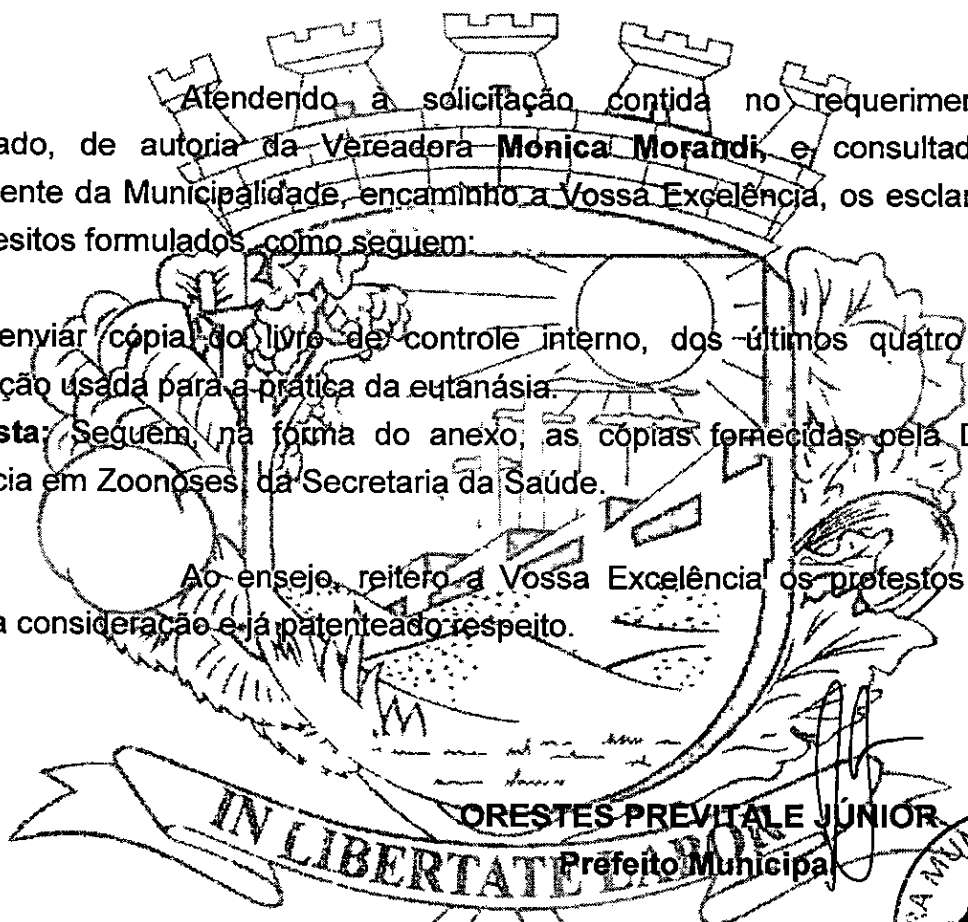 Atendendo à solicitação contida no requerimen
ado, de autoria da Vereadora Mônica Morandi, e consultad
ente da Municipalidade, encaminho a Vossa Excelência, os esclar
esitos formulados, como seguem:
enviar cópia do livro de controle interno, dos últimos quatro
ção usada para a prática da eutanásia.
sta: Seguem, na forma do anexo, as cópias fornecidas pela D
cia em Zoonoses, da Secretaria da Saúde.
Ao ensejo, reitero a Vossa Excelência os protestos
a consideração e já patenteado respeito.
ORESTES PREVITALE JÚNIOR
Prefeito Municipal
IN LIBERTATE LABOR
RA MUN